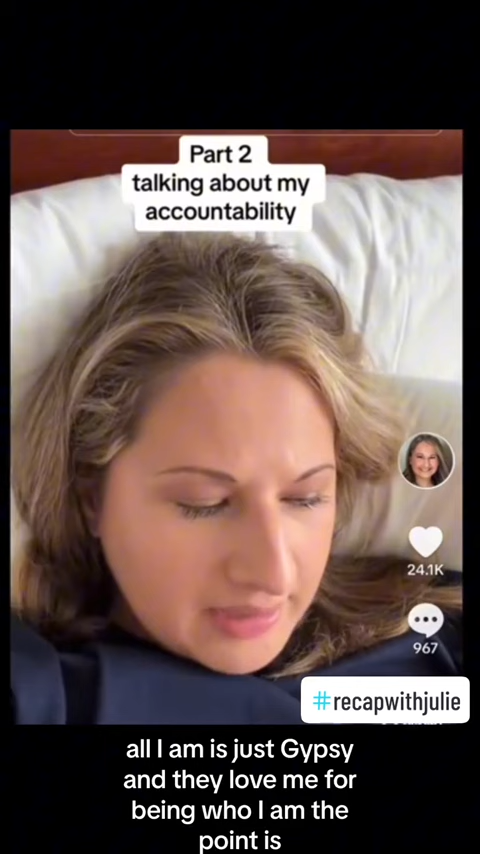 Part 2
talking about my
accountability
24.1K
967
#recapwithjulie
all I am is just Gypsy
and they love me for
being who I am the
point is